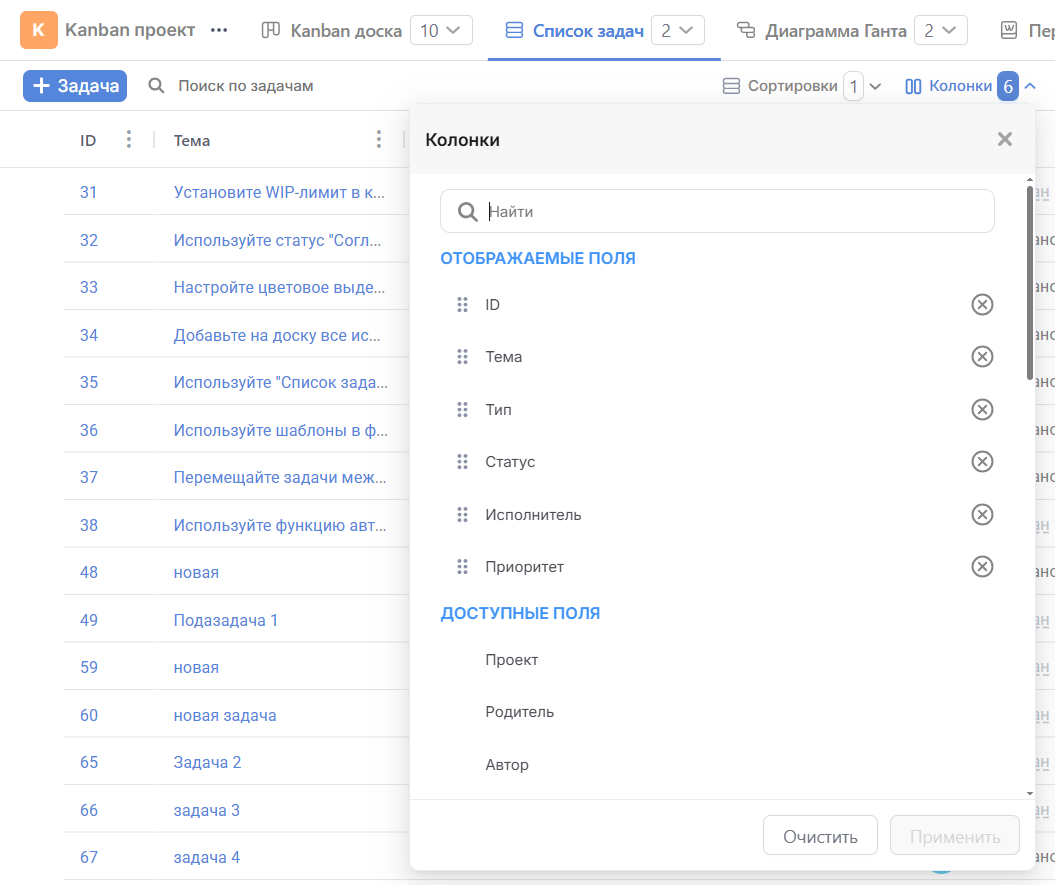 K Kanban проект ••• Kanban доска 10 Список задач 2 Диаграмма Ганта 2
+ Задача Поиск по задачам Сортировки 1 Колонки 6
ID Тема
Колонки
31 Установите WIP-лимит в к...
Найти
32 Используйте статус "Согл...
ОТОБРАЖАЕМЫЕ ПОЛЯ
33 Настройте цветовое выде...
ID
34 Добавьте на доску все ис...
Тема
35 Используйте "Список зада...
Тип
36 Используйте шаблоны в ф...
Статус
37 Перемещайте задачи меж...
Исполнитель
38 Используйте функцию авт...
Приоритет
48 новая
ДОСТУПНЫЕ ПОЛЯ
49 Подазадача 1
Проект
59 новая
Родитель
60 новая задача
Автор
65 Задача 2
66 задача 3
67 задача 4
Очистить Применить